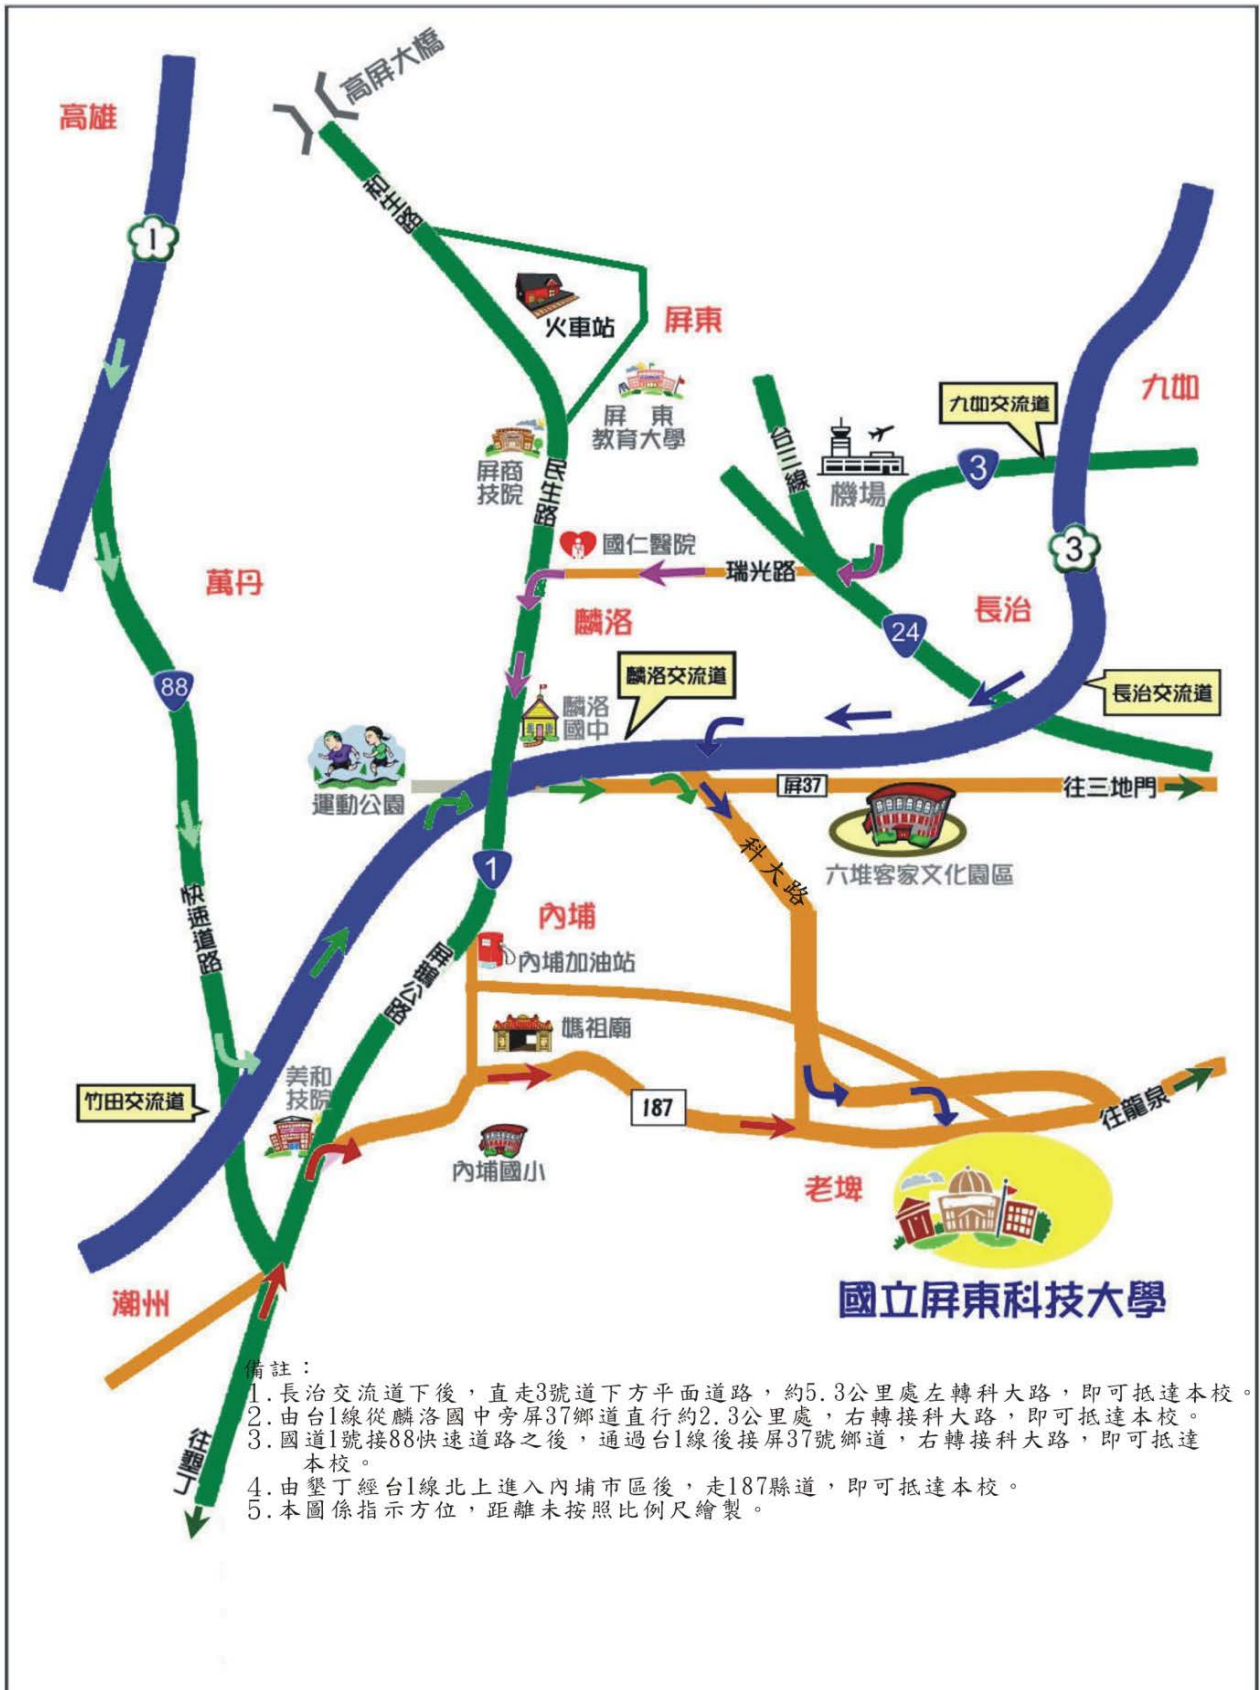 高屏大橋
高雄
1
和生路
火車站
屏東
屏 東
教育大學
屏商
技院
民生路
九如
九如交流道
台三線
機場
3
3
國仁醫院
瑞光路
萬丹
麟洛
長治
24
88
麟洛交流道
長治交流道
麟洛
國中
運動公園
屏37
往三地門
1
科大路
六堆客家文化園區
快速道路
內埔
屏鵝公路
內埔加油站
媽祖廟
美和
技院
竹田交流道
187
往龍泉
內埔國小
老埤
潮州
國立屏東科技大學
往墾丁
備註：
1.長治交流道下後，直走3號道下方平面道路，約5.3公里處左轉科大路，即可抵達本校。
2.由台1線從麟洛國中旁屏37鄉道直行約2.3公里處，右轉接科大路，即可抵達本校。
3.國道1號接88快速道路之後，通過台1線後接屏37號鄉道，右轉接科大路，即可抵達
本校。
4.由墾丁經台1線北上進入內埔市區後，走187縣道，即可抵達本校。
5.本圖係指示方位，距離未按照比例尺繪製。